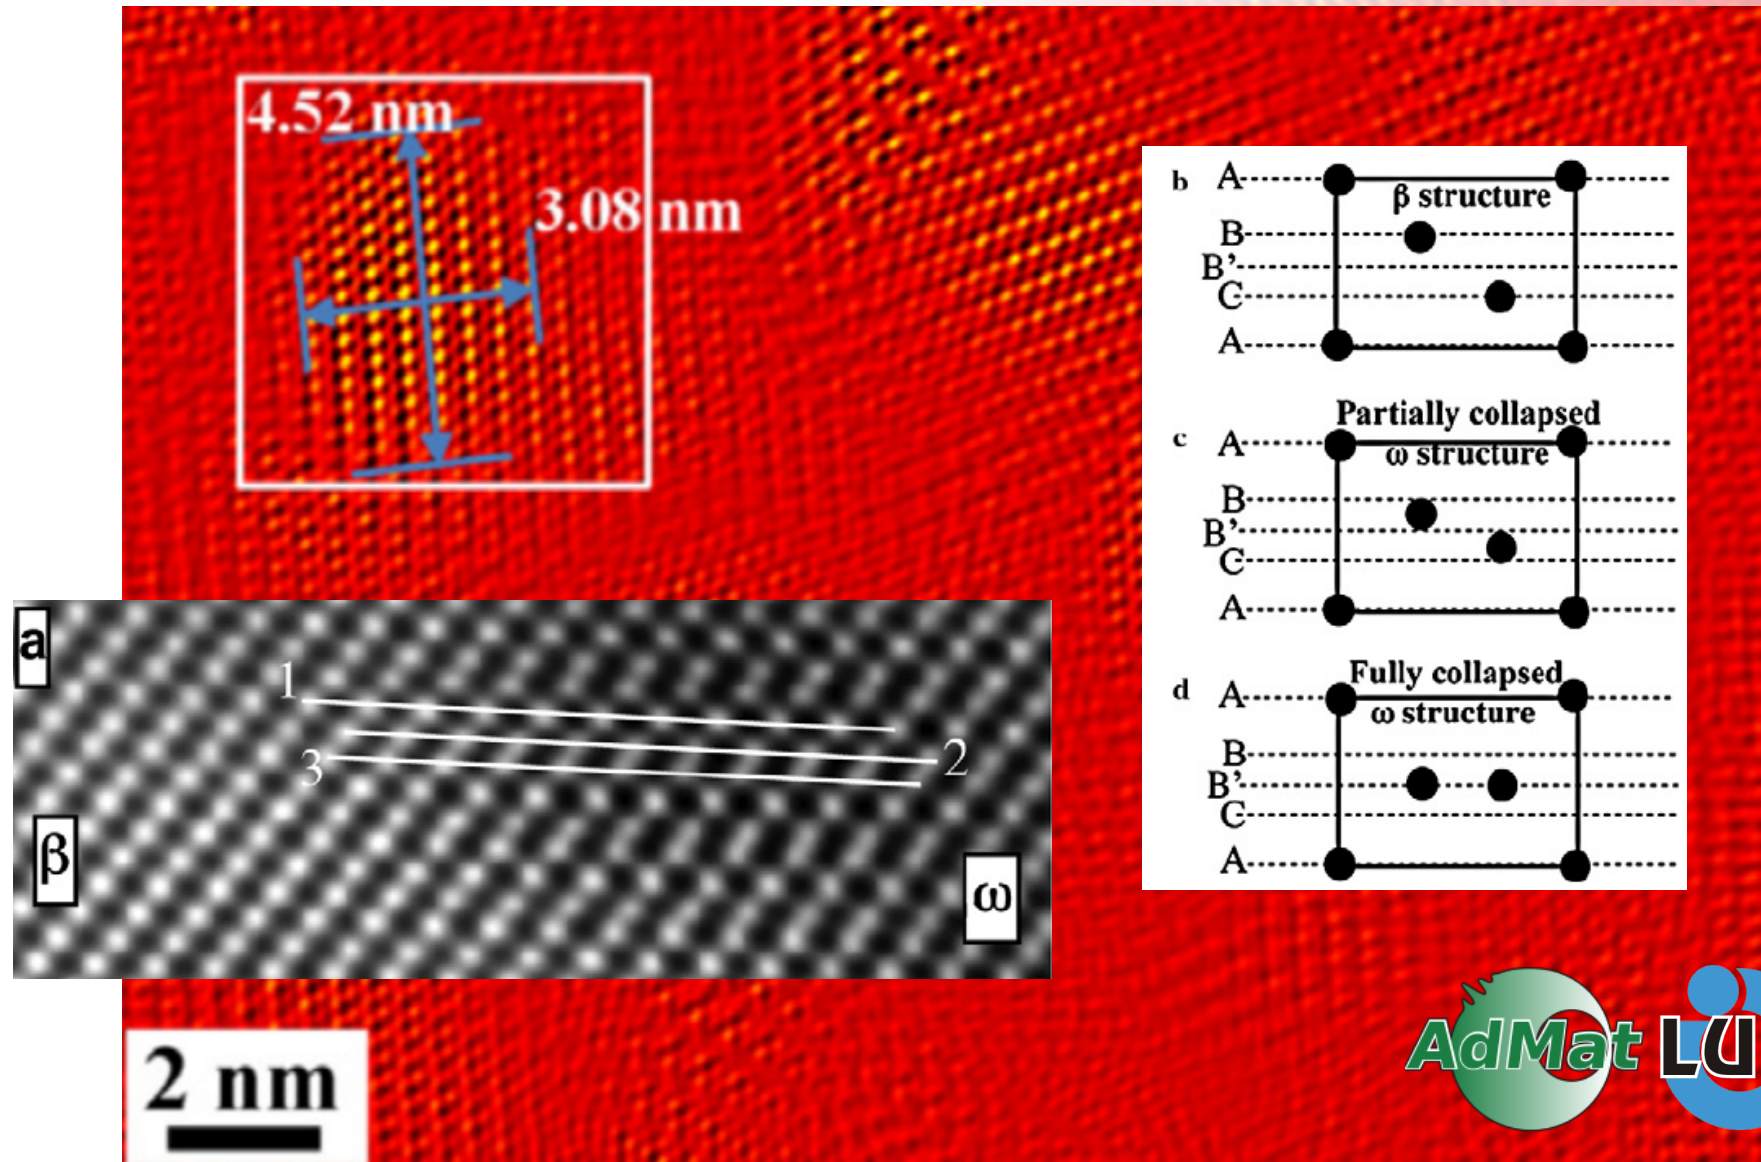 4.52 nm
3.08 nm
b
A
β structure
B
B'
C
A
Partially collapsed
c
A
ω structure
B
B'
C
A
Fully collapsed
d
A
ω structure
B
B'
C
A
a
1
2
3
β
ω
2 nm
AdMat LU